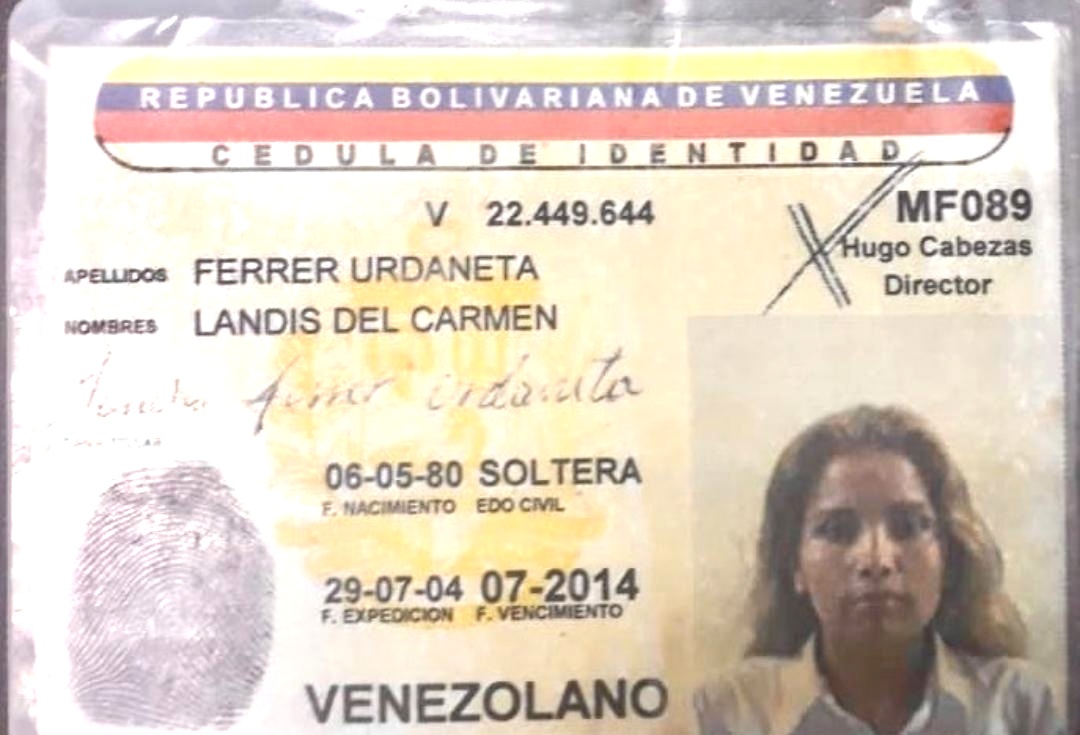 REPUBLICA BOLIVARIANA DE VENEZUELA
CEDULA DE IDENTIDAD
V 22.449.644
MF089
Hugo Cabezas
Director
APELLIDOS FERRER URDANETA
NOMBRES LANDIS DEL CARMEN
ferrer urdaneta
06-05-80 SOLTERA
F. NACIMIENTO EDO CIVIL
29-07-04 07-2014
F. EXPEDICION F. VENCIMIENTO
VENEZOLANO